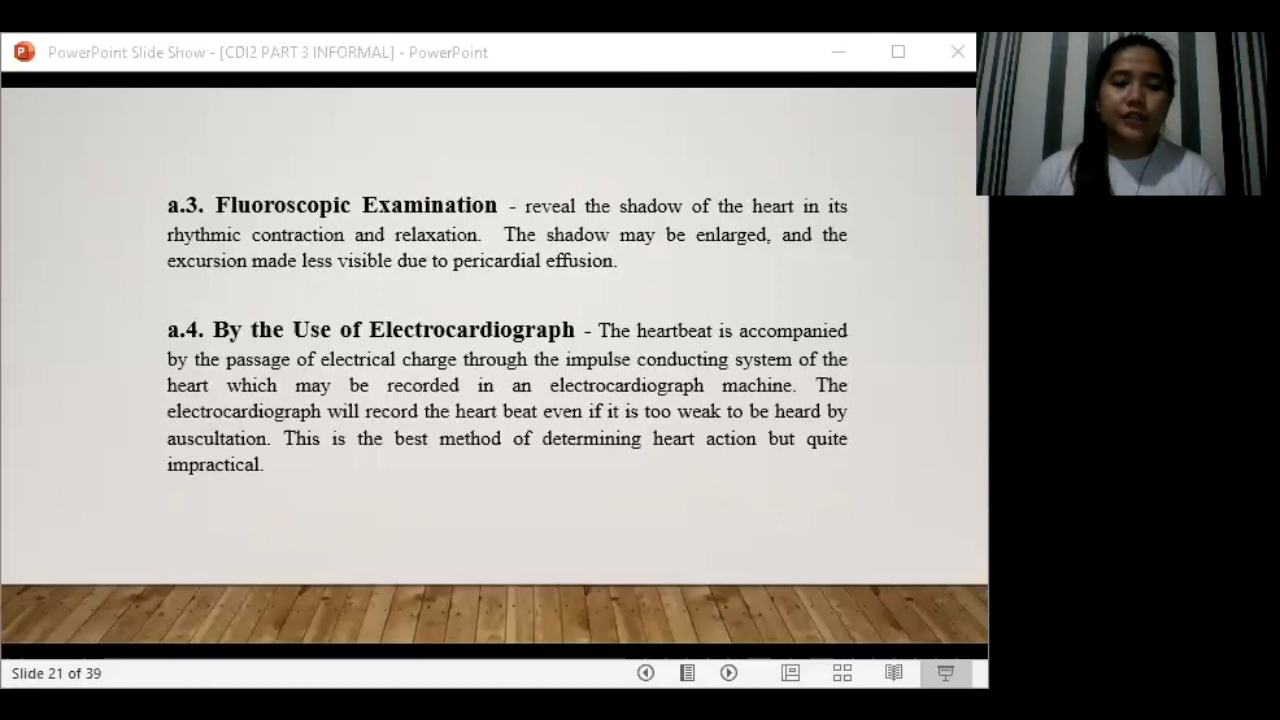 PowerPoint Slide Show - [CDI2 PART 3 INFORMAL] - PowerPoint
a.3. Fluoroscopic Examination - reveal the shadow of the heart in its
rhythmic contraction and relaxation. The shadow may be enlarged, and the
excursion made less visible due to pericardial effusion.
a.4. By the Use of Electrocardiograph - The heartbeat is accompanied
by the passage of electrical charge through the impulse conducting system of the
heart which may be recorded in an electrocardiograph machine. The
electrocardiograph will record the heart beat even if it is too weak to be heard by
auscultation. This is the best method of determining heart action but quite
impractical.
Slide 21 of 39